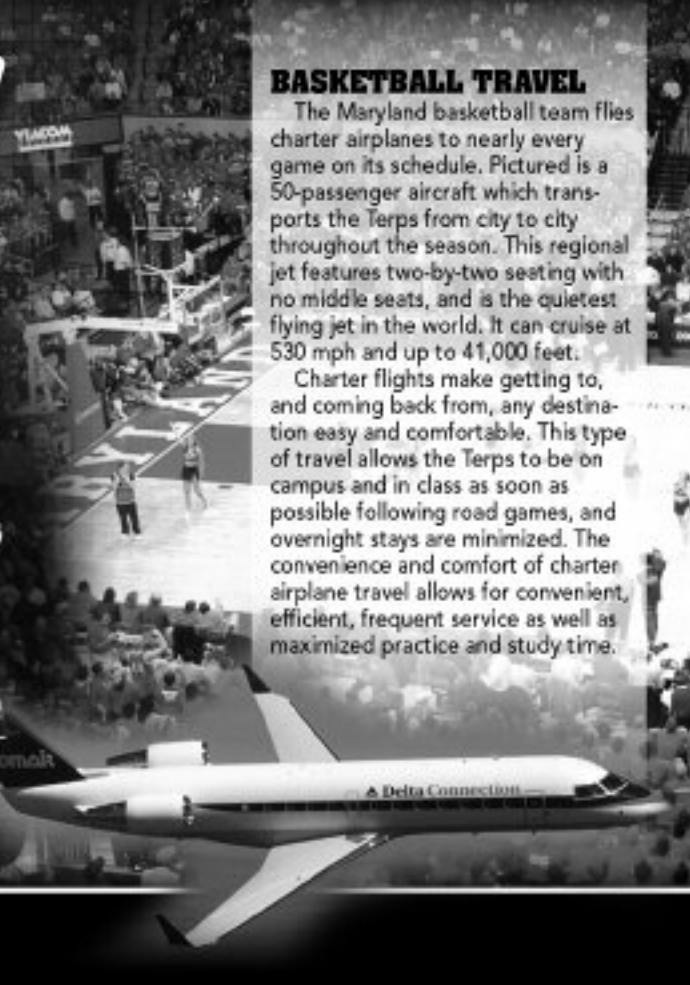 VIACOM
BASKETBALL TRAVEL
The Maryland basketball team flies
charter airplanes to nearly every
game on its schedule. Pictured is a
50-passenger aircraft which trans-
ports the Terps from city to city
throughout the season. This regional
jet features two-by-two seating with
no middle seats, and is the quietest
flying jet in the world. It can cruise at
530 mph and up to 41,000 feet.
Charter flights make getting to,
and coming back from, any destina-
tion easy and comfortable. This type
of travel allows the Terps to be on
campus and in class as soon as
possible following road games, and
overnight stays are minimized. The
convenience and comfort of charter
airplane travel allows for convenient,
efficient, frequent service as well as
maximized practice and study time.
RYLAND
Delta Connection